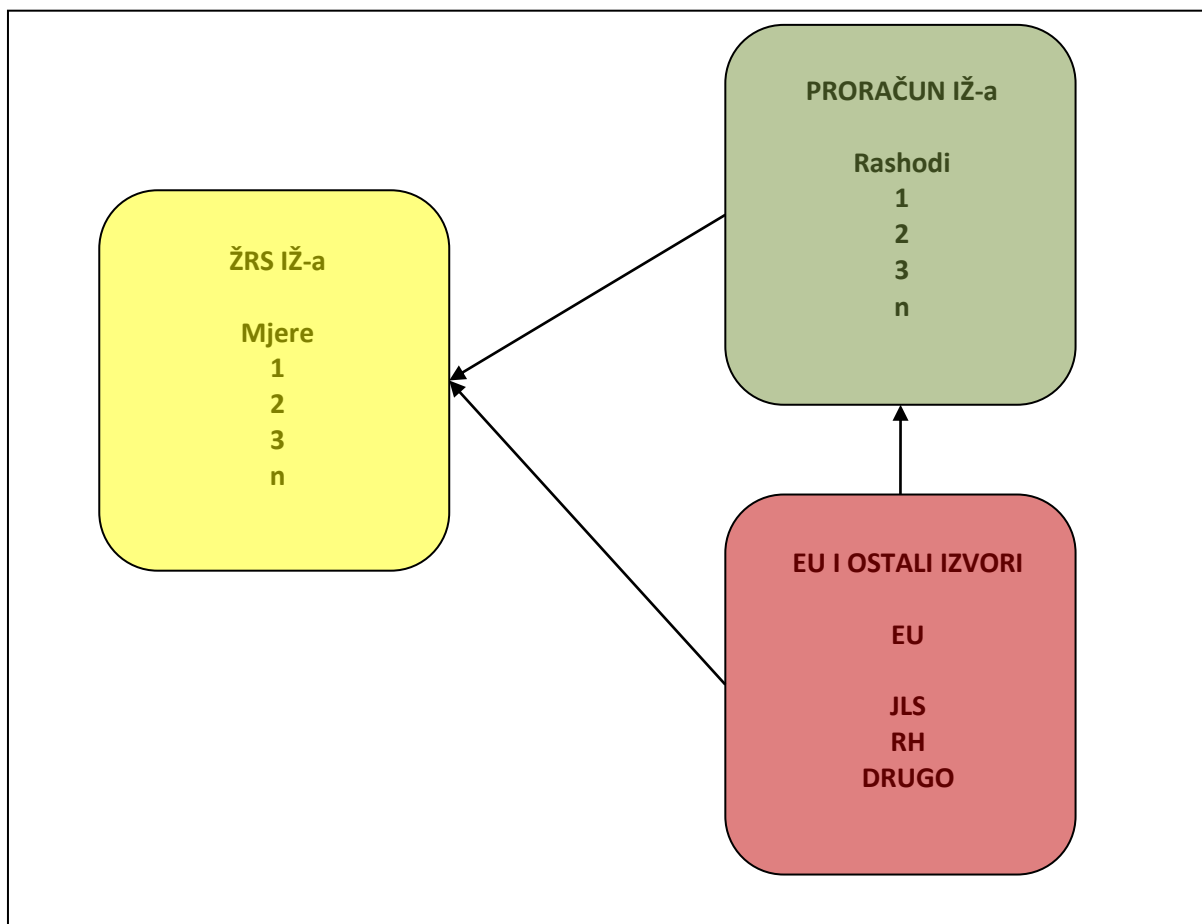 ŽRS IŽ-a
Mjere
1
2
3
n
PRORAČUN IŽ-a
Rashodi
1
2
3
n
EU I OSTALI IZVORI
EU
JLS
RH
DRUGO